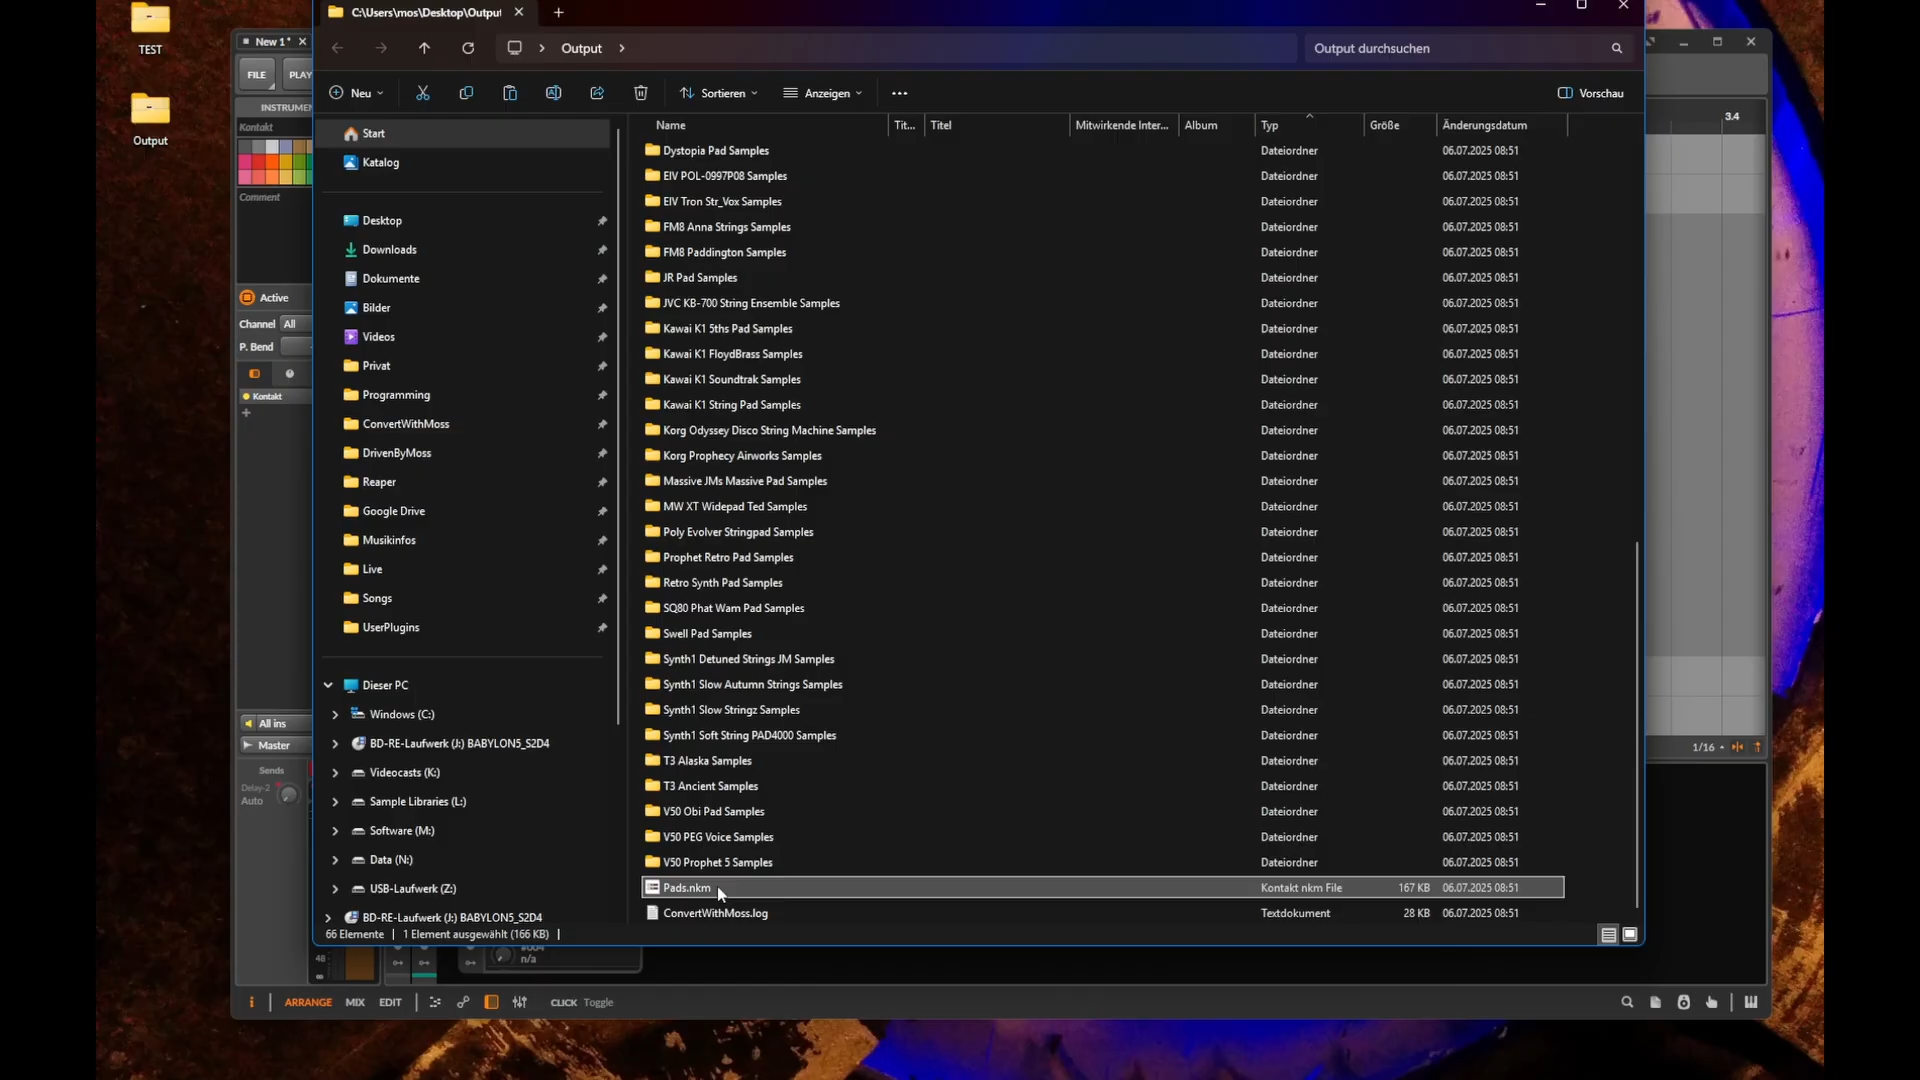 TEST
Output
New 1*
FILE
PLAY
INSTRUMEN
Kontakt
Comment
Active
Channel All
P. Bend
Kontakt
All ins
Master
Sends
Delay-2
Auto
C:\Users\mos\Desktop\Output
Output
Output durchsuchen
Neu
Sortieren
Anzeigen
Vorschau
Start
Katalog
Desktop
Downloads
Dokumente
Bilder
Videos
Privat
Programming
ConvertWithMoss
DrivenByMoss
Reaper
Google Drive
Musikinfos
Live
Songs
UserPlugins
Dieser PC
Windows (C:)
BD-RE-Laufwerk (J:) BABYLON5_S2D4
Videocasts (K:)
Sample Libraries (L:)
Software (M:)
Data (N:)
USB-Laufwerk (Z:)
BD-RE-Laufwerk (J:) BABYLON5_S2D4
Name Tit... Titel Mitwirkende Inter... Album Typ Größe Änderungsdatum
Dystopia Pad Samples Dateiordner 06.07.2025 08:51
EIV POL-0997P08 Samples Dateiordner 06.07.2025 08:51
EIV Tron Str_Vox Samples Dateiordner 06.07.2025 08:51
FM8 Anna Strings Samples Dateiordner 06.07.2025 08:51
FM8 Paddington Samples Dateiordner 06.07.2025 08:51
JR Pad Samples Dateiordner 06.07.2025 08:51
JVC KB-700 String Ensemble Samples Dateiordner 06.07.2025 08:51
Kawai K1 5ths Pad Samples Dateiordner 06.07.2025 08:51
Kawai K1 FloydBrass Samples Dateiordner 06.07.2025 08:51
Kawai K1 Soundtrak Samples Dateiordner 06.07.2025 08:51
Kawai K1 String Pad Samples Dateiordner 06.07.2025 08:51
Korg Odyssey Disco String Machine Samples Dateiordner 06.07.2025 08:51
Korg Prophecy Airworks Samples Dateiordner 06.07.2025 08:51
Massive JMs Massive Pad Samples Dateiordner 06.07.2025 08:51
MW XT Widepad Ted Samples Dateiordner 06.07.2025 08:51
Poly Evolver Stringpad Samples Dateiordner 06.07.2025 08:51
Prophet Retro Pad Samples Dateiordner 06.07.2025 08:51
Retro Synth Pad Samples Dateiordner 06.07.2025 08:51
SQ80 Phat Wam Pad Samples Dateiordner 06.07.2025 08:51
Swell Pad Samples Dateiordner 06.07.2025 08:51
Synth1 Detuned Strings JM Samples Dateiordner 06.07.2025 08:51
Synth1 Slow Autumn Strings Samples Dateiordner 06.07.2025 08:51
Synth1 Slow Stringz Samples Dateiordner 06.07.2025 08:51
Synth1 Soft String PAD4000 Samples Dateiordner 06.07.2025 08:51
T3 Alaska Samples Dateiordner 06.07.2025 08:51
T3 Ancient Samples Dateiordner 06.07.2025 08:51
V50 Obi Pad Samples Dateiordner 06.07.2025 08:51
V50 PEG Voice Samples Dateiordner 06.07.2025 08:51
V50 Prophet 5 Samples Dateiordner 06.07.2025 08:51
Pads.nkm Kontakt nkm File 167 KB 06.07.2025 08:51
ConvertWithMoss.log Textdokument 28 KB 06.07.2025 08:51
66 Elemente 1 Element ausgewählt (166 KB)
3.4
1/16
48
n/a
ARRANGE MIX EDIT CLICK Toggle